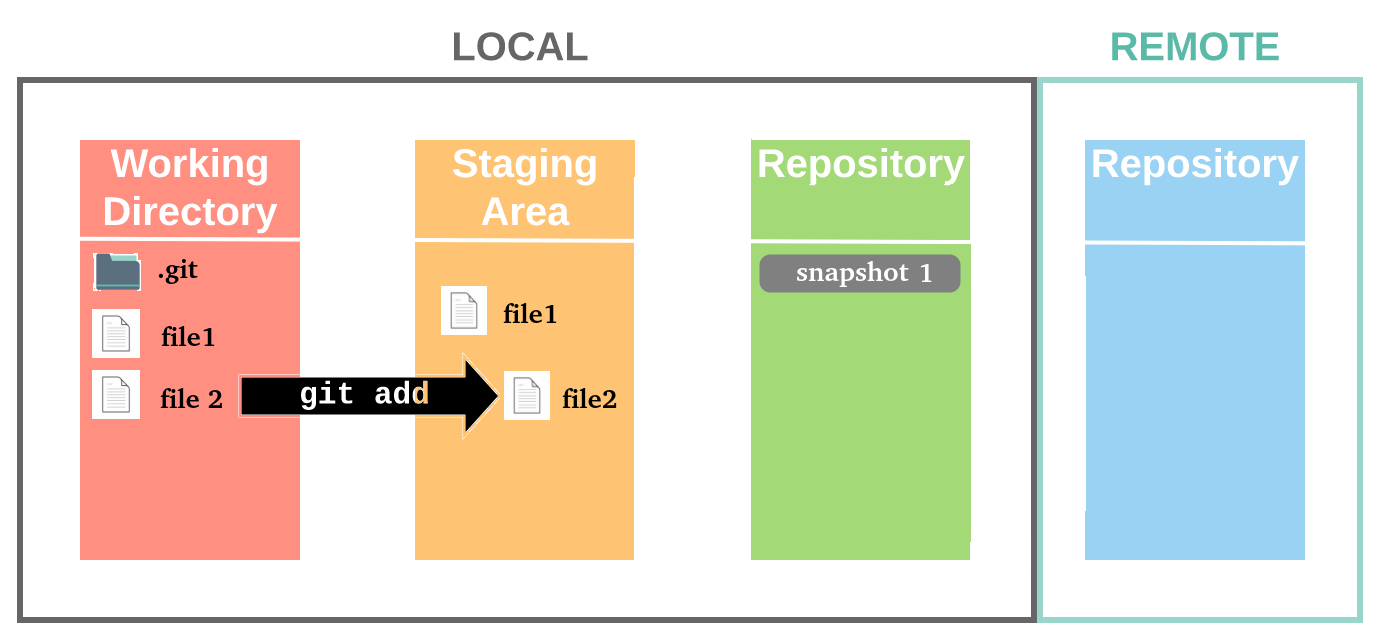 LOCAL
REMOTE
Working
Directory
.git
file1
file 2
git add
Staging
Area
file1
file2
Repository
snapshot 1
Repository